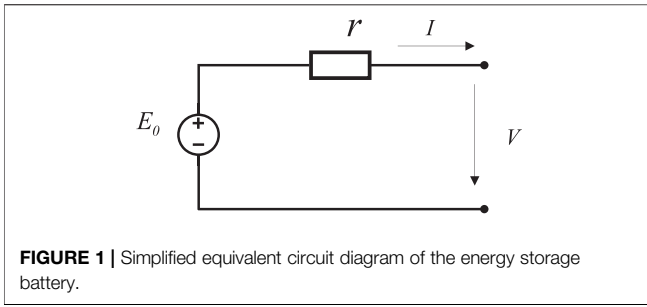 r
I
E₀
+
−
V
FIGURE 1 | Simplified equivalent circuit diagram of the energy storage
battery.